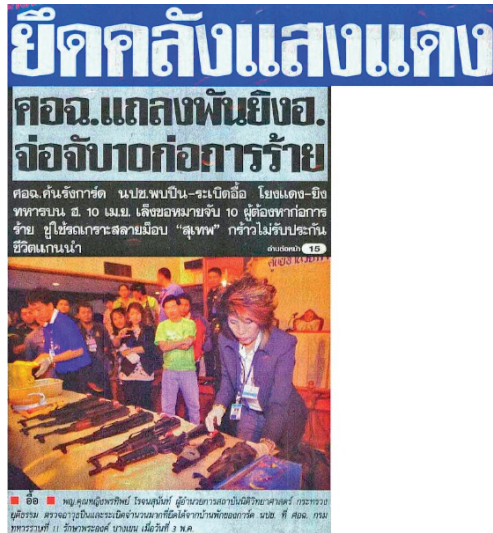 ยึดคลังแสงแดง
ศอฉ.แถลงพันยิงฮ.
จ่อจับ10ก่อการร้าย
ศอฉ.ค้นรังการ์ด นปช.พบปืน-ระเบิดอื้อ โยงแดง-ยิง
ทหารบน ฮ. 10 เม.ย. เล็งขอหมายจับ 10 ผู้ต้องหาก่อการ
ร้าย ขู่ใช้รถเกราะสลายม็อบ "สุเทพ" กร้าวไม่รับประกัน
ชีวิตแกนนำ
อ่านต่อหน้า 15
อื้อ พญ.คุณหญิงพรทิพย์ โรจนสุนันท์ ผู้อำนวยการสถาบันนิติวิทยาศาสตร์ กระทรวง
ยุติธรรม ตรวจอาวุธปืนและระเบิดจำนวนมากที่ยึดได้จากบ้านพักของการ์ด นปช. ที่ ศอฉ. กรม
ทหารราบที่ 11 รักษาพระองค์ บางเขน เมื่อวันที่ 3 พ.ค.